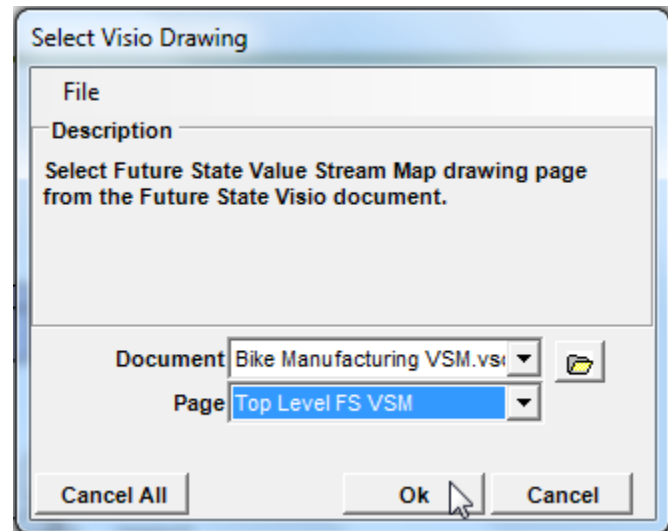 Select Visio Drawing
File
Description
Select Future State Value Stream Map drawing page
from the Future State Visio document.
Document Bike Manufacturing VSM.vs
Page Top Level FS VSM
Cancel All Ok Cancel